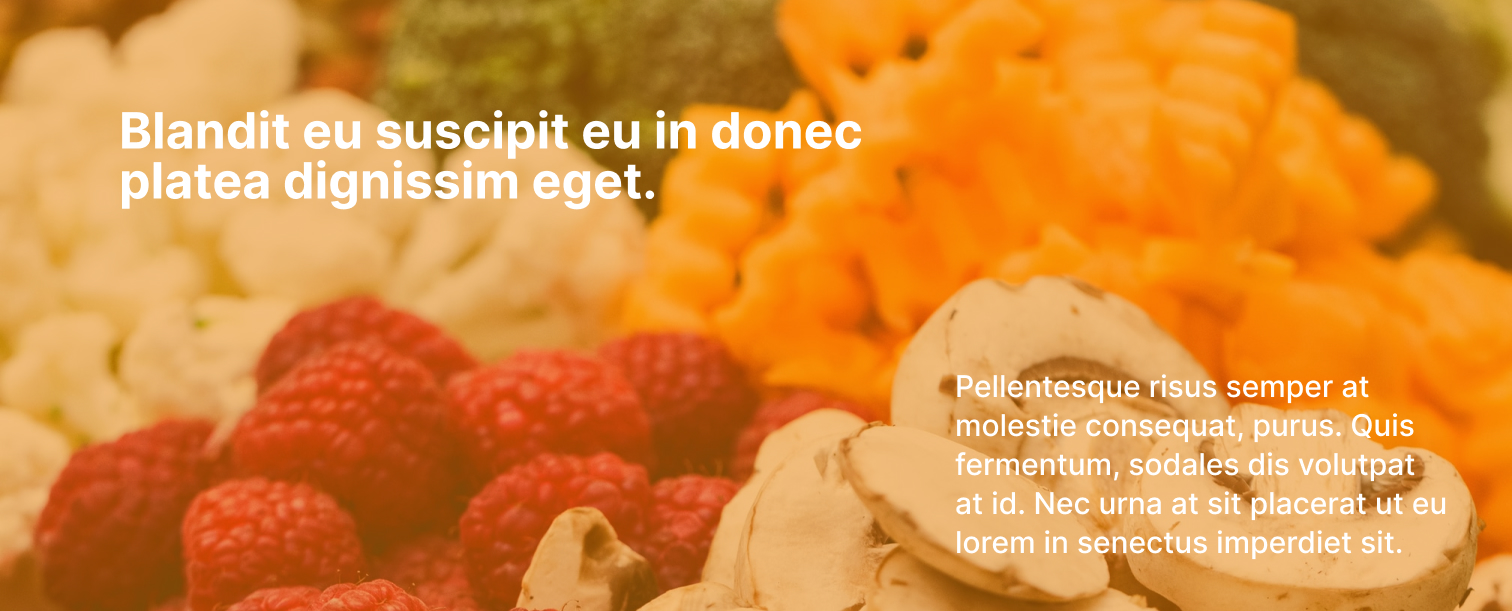 Blandit eu suscipit eu in donec
platea dignissim eget.
Pellentesque risus semper at
molestie consequat, purus. Quis
fermentum, sodales dis volutpat
at id. Nec urna at sit placerat ut eu
lorem in senectus imperdiet sit.